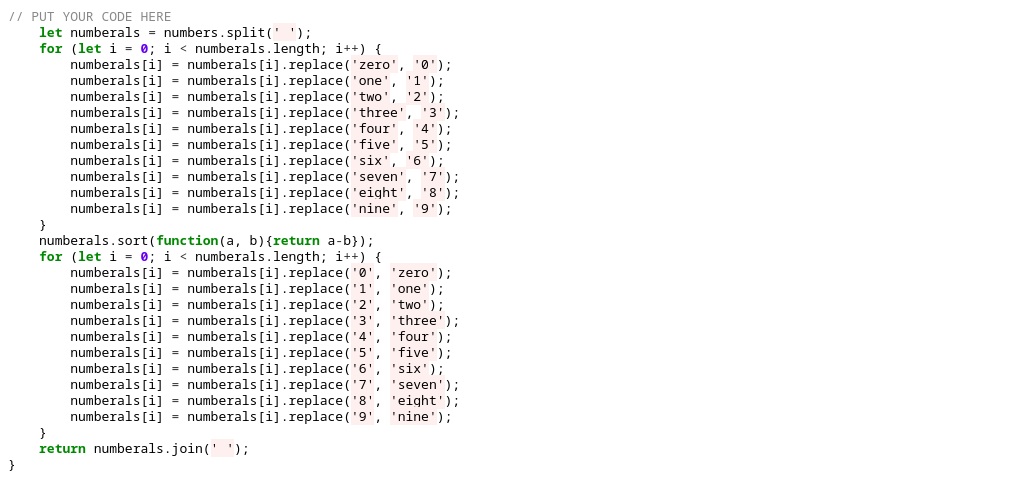 // PUT YOUR CODE HERE
    let numberals = numbers.split(' ');
    for (let i = 0; i < numberals.length; i++) {
        numberals[i] = numberals[i].replace('zero', '0');
        numberals[i] = numberals[i].replace('one', '1');
        numberals[i] = numberals[i].replace('two', '2');
        numberals[i] = numberals[i].replace('three', '3');
        numberals[i] = numberals[i].replace('four', '4');
        numberals[i] = numberals[i].replace('five', '5');
        numberals[i] = numberals[i].replace('six', '6');
        numberals[i] = numberals[i].replace('seven', '7');
        numberals[i] = numberals[i].replace('eight', '8');
        numberals[i] = numberals[i].replace('nine', '9');
    }
    numberals.sort(function(a, b){return a-b});
    for (let i = 0; i < numberals.length; i++) {
        numberals[i] = numberals[i].replace('0', 'zero');
        numberals[i] = numberals[i].replace('1', 'one');
        numberals[i] = numberals[i].replace('2', 'two');
        numberals[i] = numberals[i].replace('3', 'three');
        numberals[i] = numberals[i].replace('4', 'four');
        numberals[i] = numberals[i].replace('5', 'five');
        numberals[i] = numberals[i].replace('6', 'six');
        numberals[i] = numberals[i].replace('7', 'seven');
        numberals[i] = numberals[i].replace('8', 'eight');
        numberals[i] = numberals[i].replace('9', 'nine');
    }
    return numberals.join(' ');
}